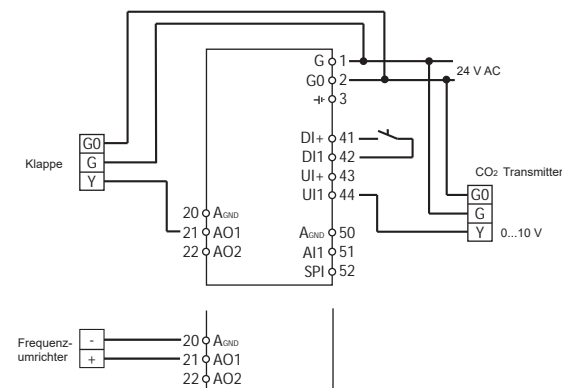 G 1
G0 2
3
24 V AC
DI+ 41
DI1 42
UI+ 43
UI1 44
Klappe
G0
G
Y
CO2 Transmitter
G0
G
Y
0...10 V
20 AGND
21 AO1
22 AO2
AGND 50
AI1 51
SPI 52
Frequenz-
umrichter
-
+
20 AGND
21 AO1
22 AO2